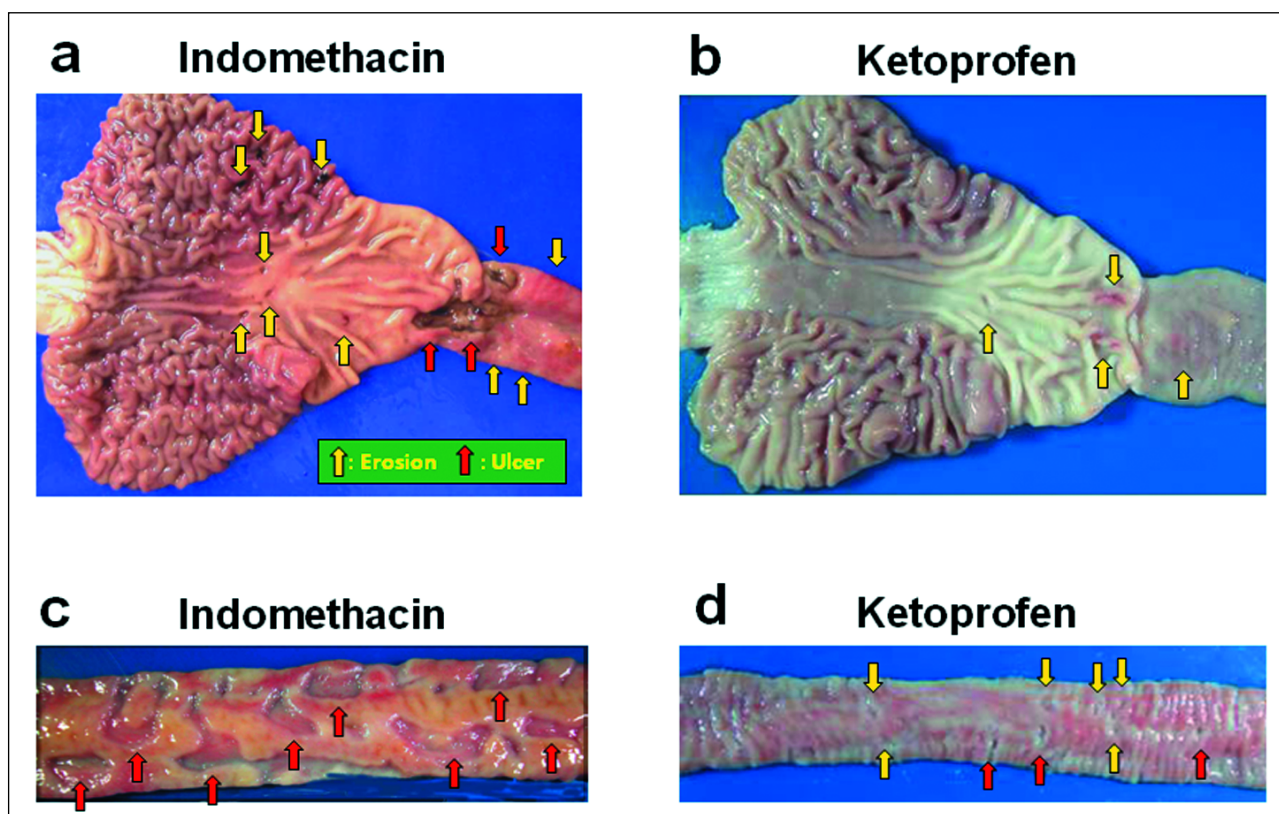 a Indomethacin
b Ketoprofen
: Erosion : Ulcer
c Indomethacin
d Ketoprofen